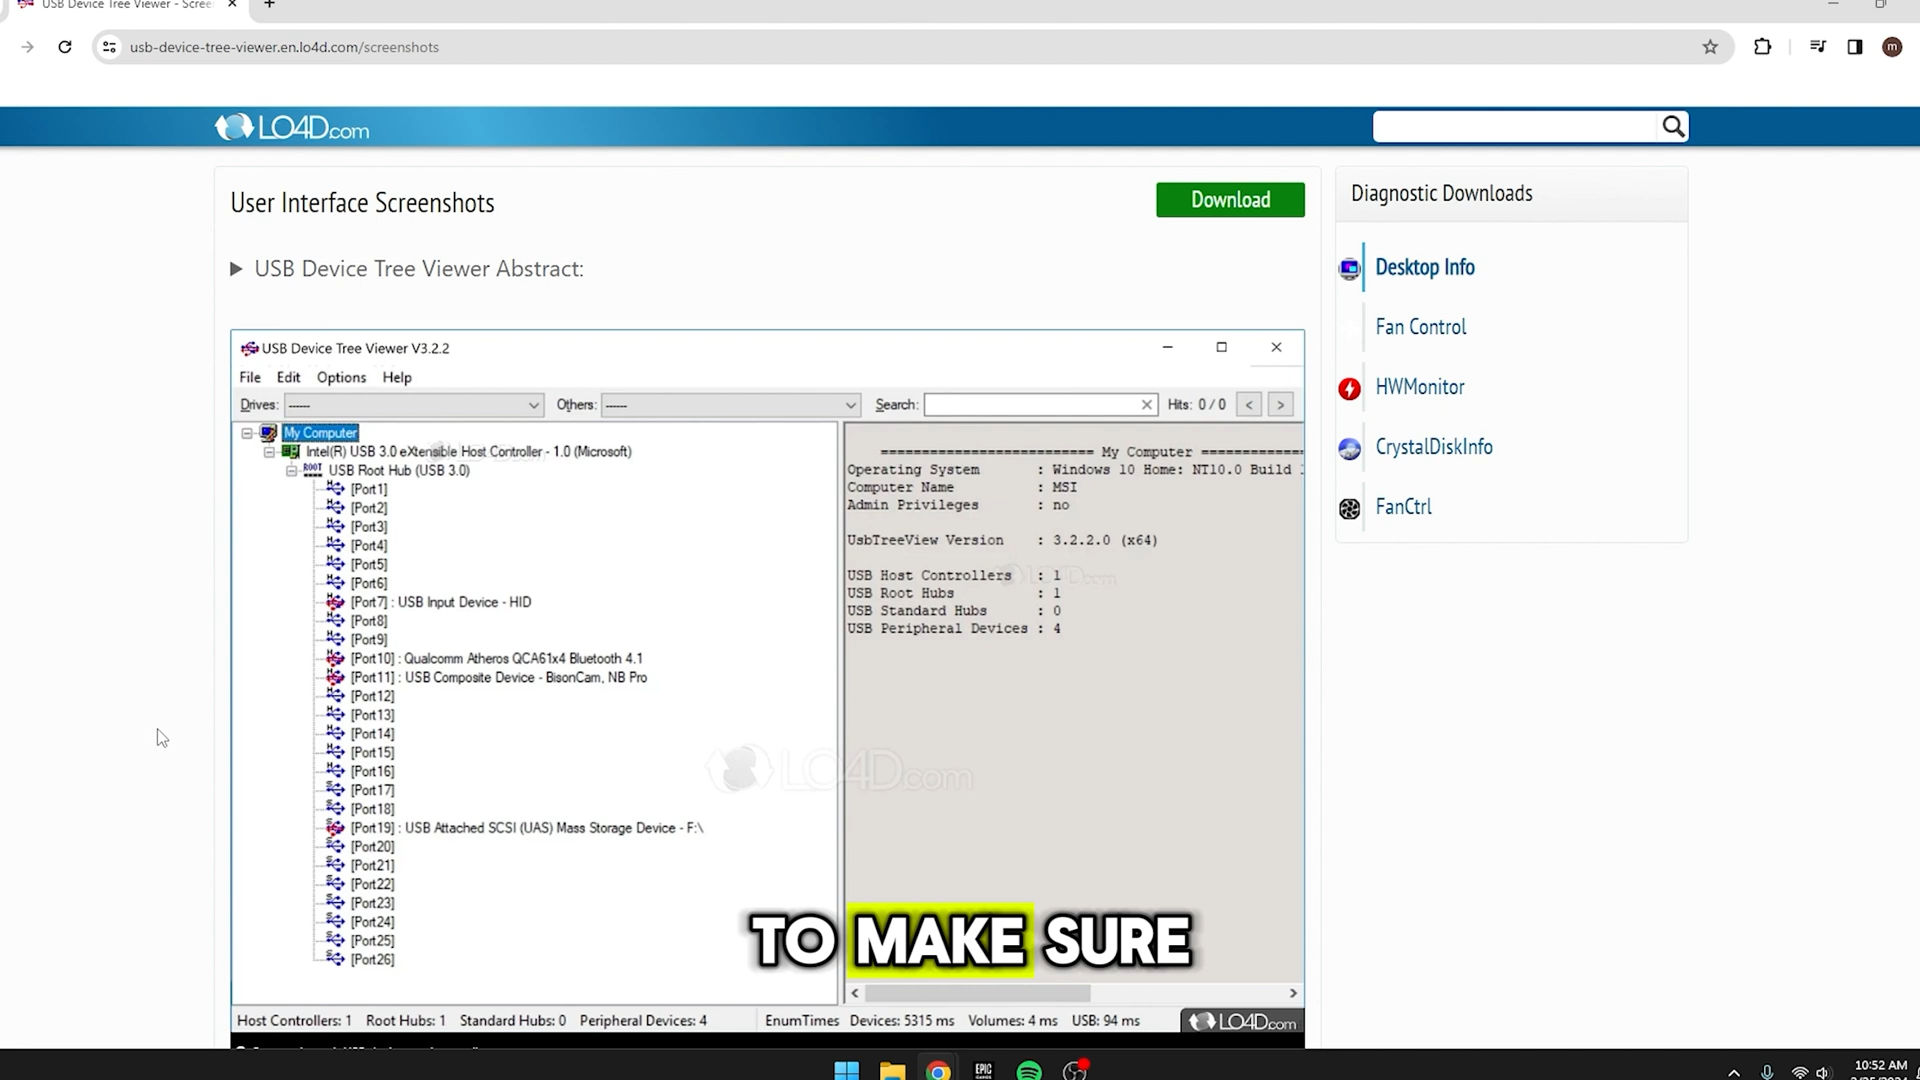 USB Device Tree Viewer - Scree
usb-device-tree-viewer.en.lo4d.com/screenshots
m
LO4D.com
User Interface Screenshots
Download
USB Device Tree Viewer Abstract:
USB Device Tree Viewer V3.2.2
File Edit Options Help
Drives: ----- Others: ----- Search: Hits: 0 / 0 < >
My Computer
Intel(R) USB 3.0 eXtensible Host Controller - 1.0 (Microsoft)
USB Root Hub (USB 3.0)
[Port1]
[Port2]
[Port3]
[Port4]
[Port5]
[Port6]
[Port7] : USB Input Device - HID
[Port8]
[Port9]
[Port10] : Qualcomm Atheros QCA61x4 Bluetooth 4.1
[Port11] : USB Composite Device - BisonCam, NB Pro
[Port12]
[Port13]
[Port14]
[Port15]
[Port16]
[Port17]
[Port18]
[Port19] : USB Attached SCSI (UAS) Mass Storage Device - F:\
[Port20]
[Port21]
[Port22]
[Port23]
[Port24]
[Port25]
[Port26]
========================== My Computer =============
Operating System : Windows 10 Home: NT10.0 Build
Computer Name : MSI
Admin Privileges : no
UsbTreeView Version : 3.2.2.0 (x64)
USB Host Controllers : 1
USB Root Hubs : 1
USB Standard Hubs : 0
USB Peripheral Devices : 4
LO4D.com
LO4D.com
Host Controllers: 1 Root Hubs: 1 Standard Hubs: 0 Peripheral Devices: 4 EnumTimes Devices: 5315 ms Volumes: 4 ms USB: 94 ms
LO4D.com
Diagnostic Downloads
Desktop Info
Fan Control
HWMonitor
CrystalDiskInfo
FanCtrl
TO MAKE SURE
EPIC
10:52 AM